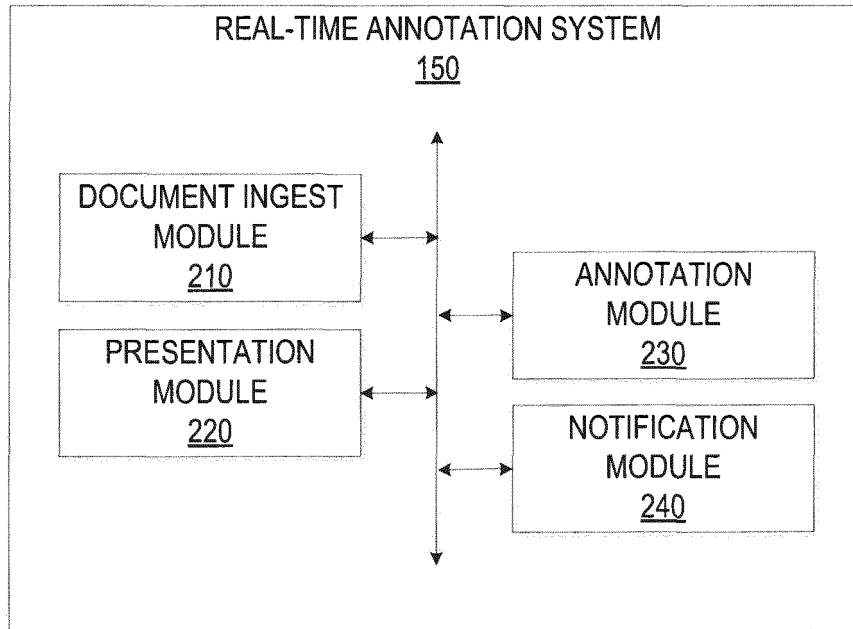 REAL-TIME ANNOTATION SYSTEM
150
DOCUMENT INGEST
MODULE
210
PRESENTATION
MODULE
220
ANNOTATION
MODULE
230
NOTIFICATION
MODULE
240